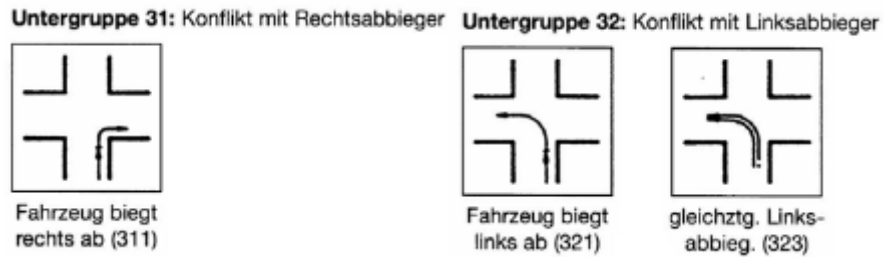 Untergruppe 31: Konflikt mit Rechtsabbieger
Untergruppe 32: Konflikt mit Linksabbieger
Fahrzeug biegt
rechts ab (311)
Fahrzeug biegt
links ab (321)
gleichztg. Links-
abbieg. (323)